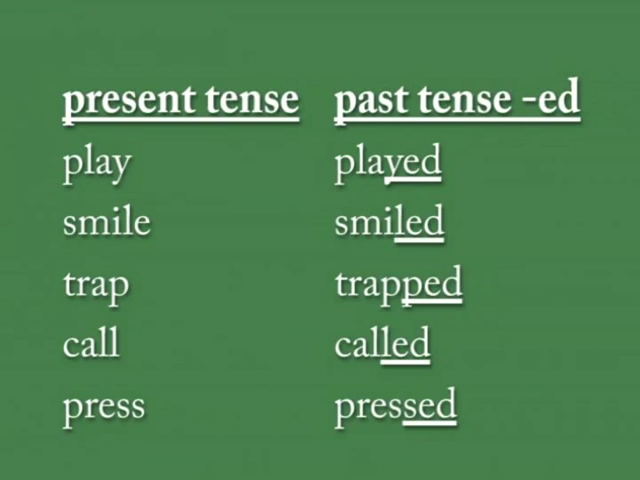 present tense past tense -ed
play played
smile smiled
trap trapped
call called
press pressed